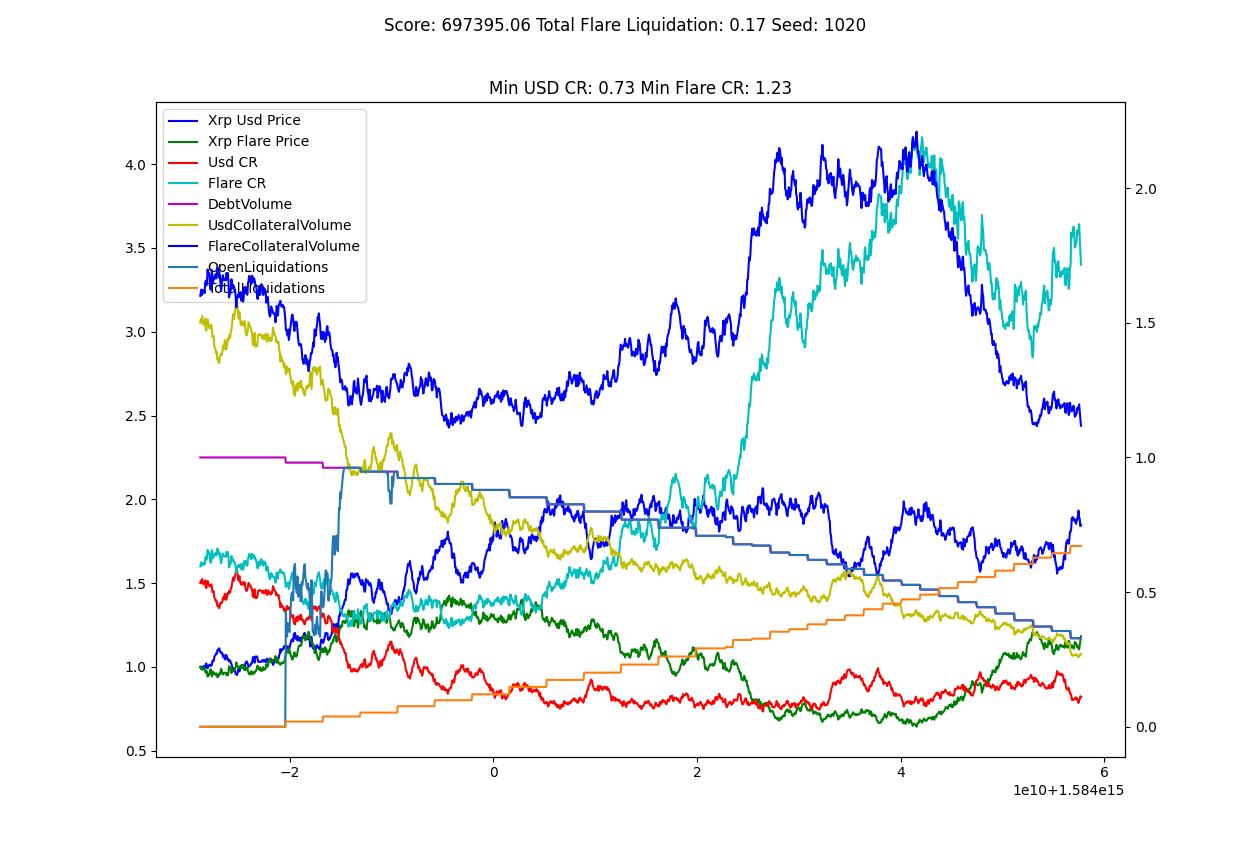 Score: 697395.06 Total Flare Liquidation: 0.17 Seed: 1020
Min USD CR: 0.73 Min Flare CR: 1.23
Xrp Usd Price
Xrp Flare Price
Usd CR
Flare CR
DebtVolume
UsdCollateralVolume
FlareCollateralVolume
OpenLiquidations
TotalLiquidations
4.0
3.5
3.0
2.5
2.0
1.5
1.0
0.5
2.0
1.5
1.0
0.5
0.0
−2
0
2
4
6
1e10+1.584e15